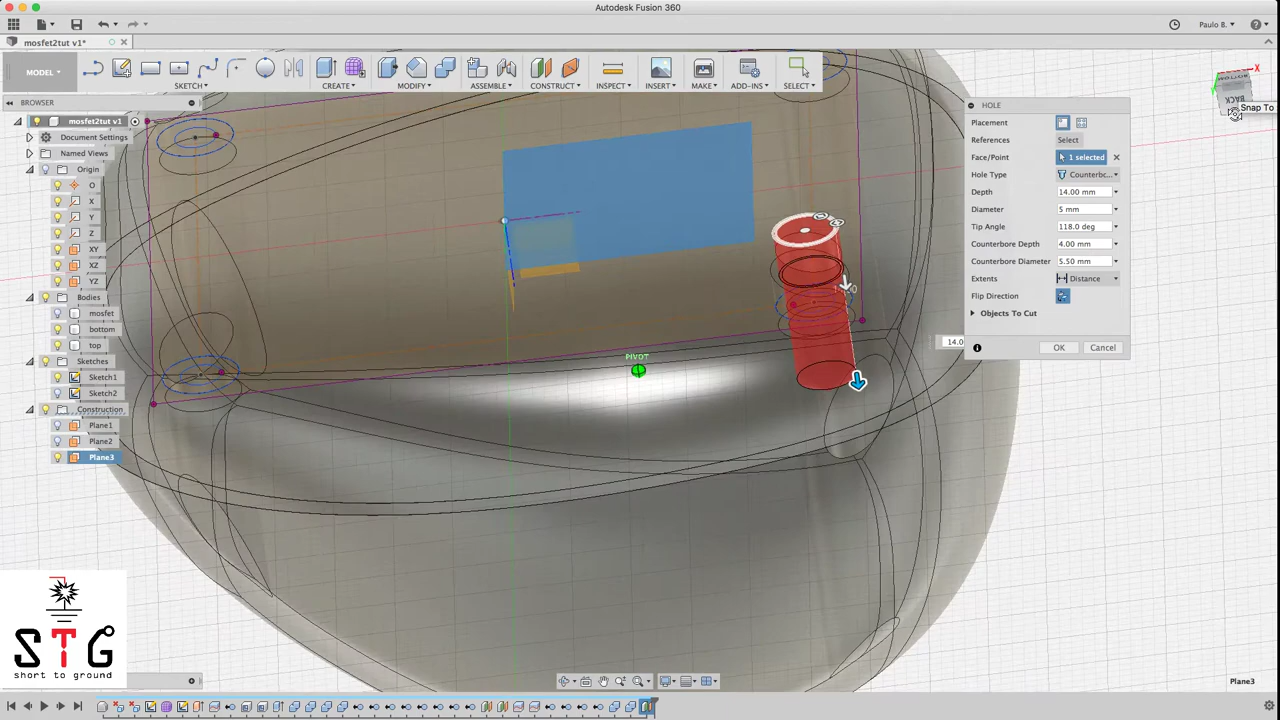 Autodesk Fusion 360
Paulo B.
mosfet2tut v1*
MODEL
SKETCH
CREATE
MODIFY
ASSEMBLE
CONSTRUCT
INSPECT
INSERT
MAKE
ADD-INS
SELECT
BROWSER
mosfet2tut v1
Document Settings
Named Views
Origin
O
X
Y
Z
XY
XZ
YZ
Bodies
mosfet
bottom
top
Sketches
Sketch1
Sketch2
Construction
Plane1
Plane2
Plane3
PIVOT
14.0
HOLE
Placement
References Select
Face/Point 1 selected
Hole Type Counterbc...
Depth 14.00 mm
Diameter 5 mm
Tip Angle 118.0 deg
Counterbore Depth 4.00 mm
Counterbore Diameter 5.50 mm
Extents Distance
Flip Direction
Objects To Cut
OK Cancel
X
BACK
Snap To
STG
short to ground
Plane3